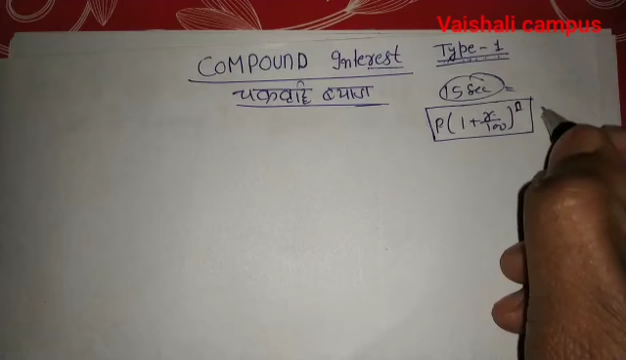 Vaishali campus
COMPOUND Interest Type-1
चक्रवृद्धि ब्याज
15 sec =
P(1+r/100)^n